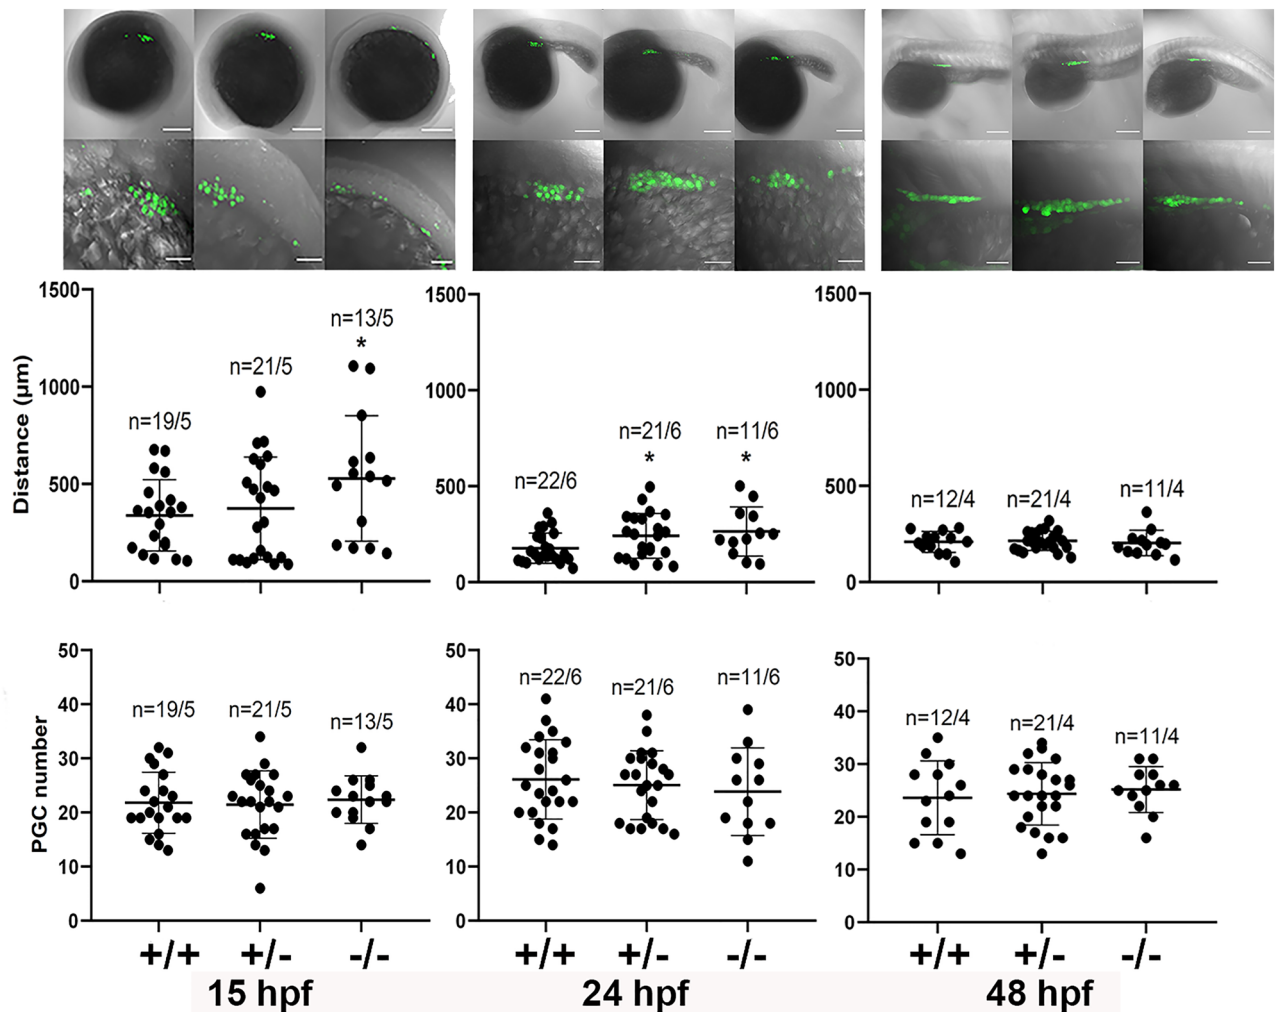 1500
1000
500
0
Distance (µm)
n=19/5
n=21/5
n=13/5
*
1500
1000
500
0
n=22/6
n=21/6
*
n=11/6
*
1500
1000
500
0
n=12/4
n=21/4
n=11/4
50
40
30
20
10
0
PGC number
n=19/5
n=21/5
n=13/5
50
40
30
20
10
0
n=22/6
n=21/6
n=11/6
50
40
30
20
10
0
n=12/4
n=21/4
n=11/4
+/+ +/- -/- +/+ +/- -/- +/+ +/- -/-
15 hpf 24 hpf 48 hpf